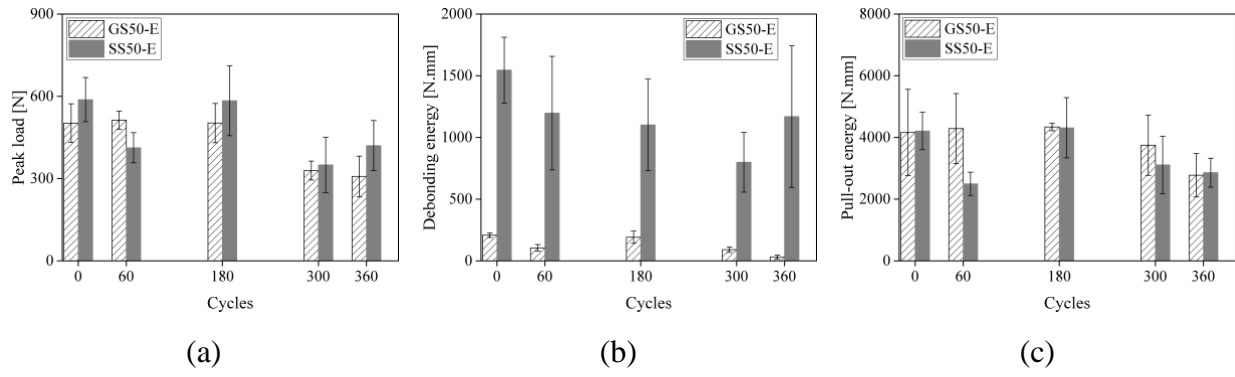 900
600
300
0
Peak load [N]
GS50-E
SS50-E
0 60 180 300 360
Cycles
(a)
2000
1500
1000
500
0
Debonding energy [N.mm]
GS50-E
SS50-E
0 60 180 300 360
Cycles
(b)
8000
6000
4000
2000
0
Pull-out energy [N.mm]
GS50-E
SS50-E
0 60 180 300 360
Cycles
(c)